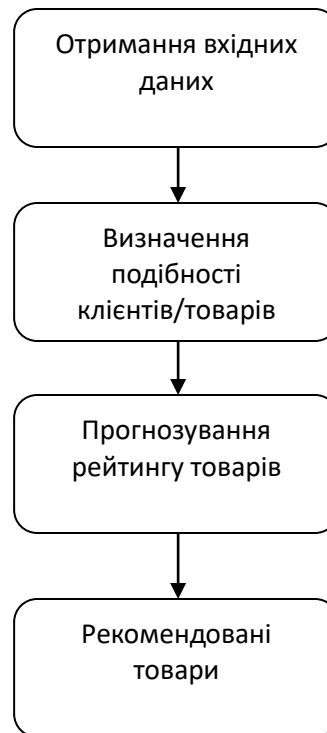 Отримання вхідних
даних
Визначення
подібності
клієнтів/товарів
Прогнозування
рейтингу товарів
Рекомендовані
товари